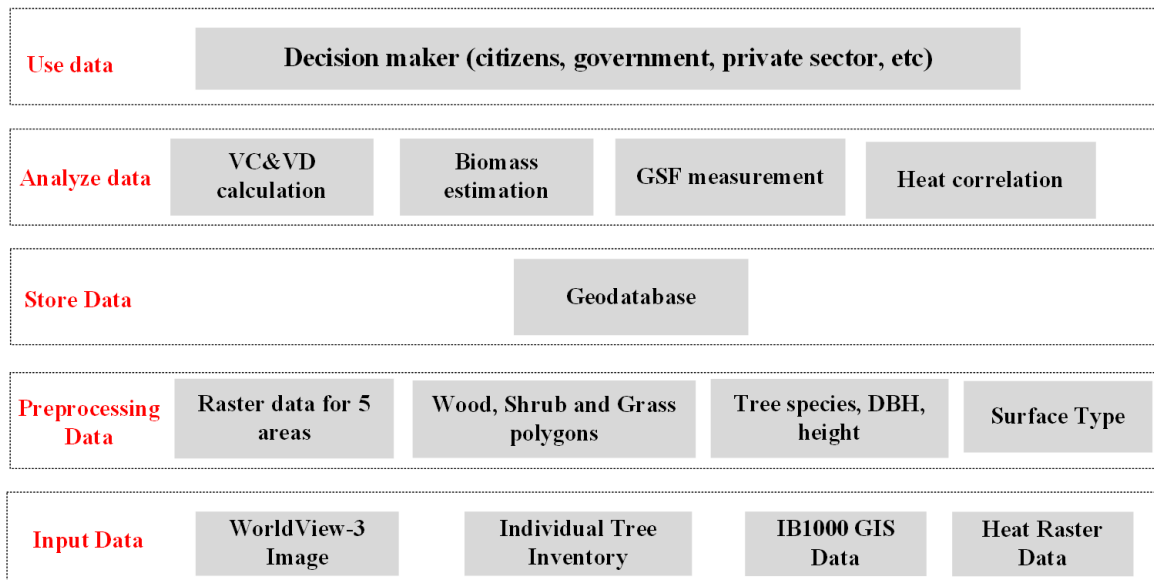 Use data
Decision maker (citizens, government, private sector, etc)
Analyze data
VC&VD
calculation
Biomass
estimation
GSF measurement
Heat correlation
Store Data
Geodatabase
Preprocessing
Data
Raster data for 5
areas
Wood, Shrub and Grass
polygons
Tree species, DBH,
height
Surface Type
Input Data
WorldView-3
Image
Individual Tree
Inventory
IB1000 GIS
Data
Heat Raster
Data